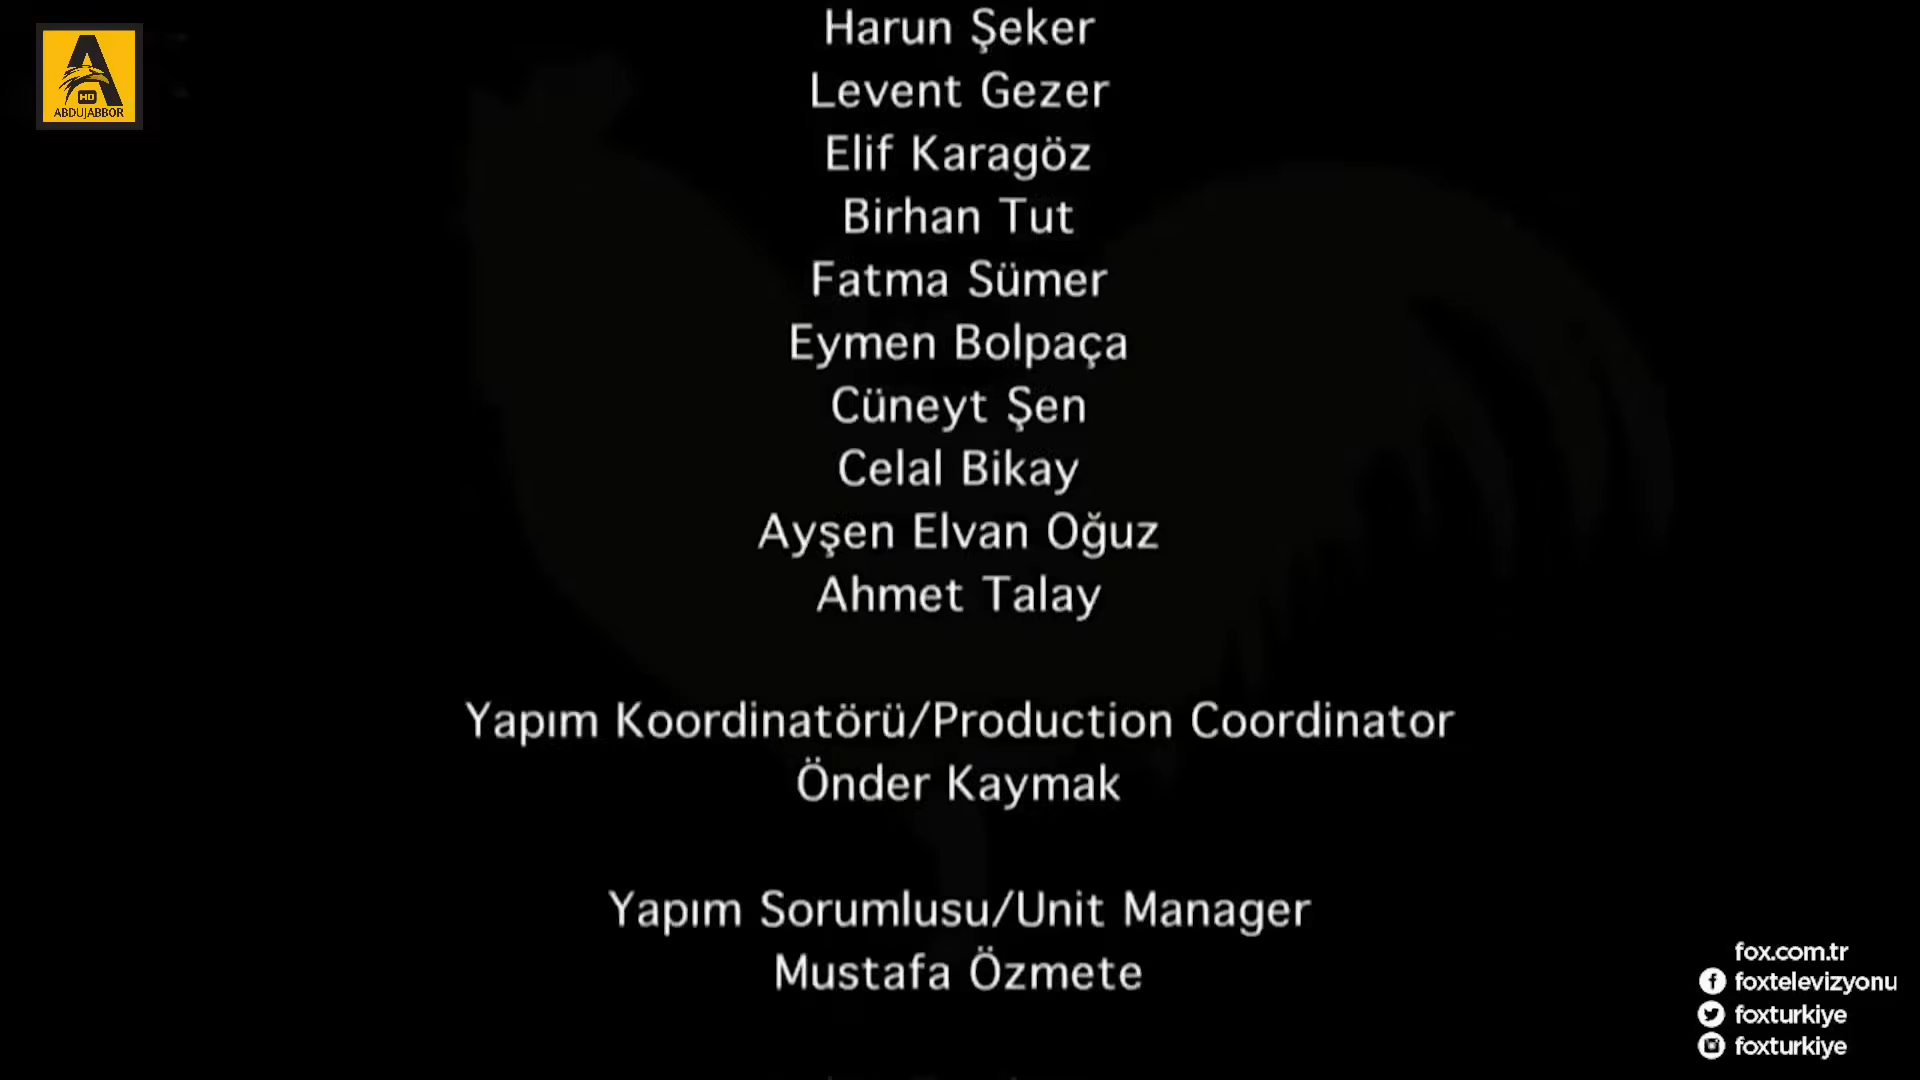 HD
ABDUJABBOR
Harun Şeker
Levent Gezer
Elif Karagöz
Birhan Tut
Fatma Sümer
Eymen Bolpaça
Cüneyt Şen
Celal Bikay
Ayşen Elvan Oğuz
Ahmet Talay
Yapım Koordinatörü/Production Coordinator
Önder Kaymak
Yapım Sorumlusu/Unit Manager
Mustafa Özmete
fox.com.tr
foxtelevizyonu
foxturkiye
foxturkiye